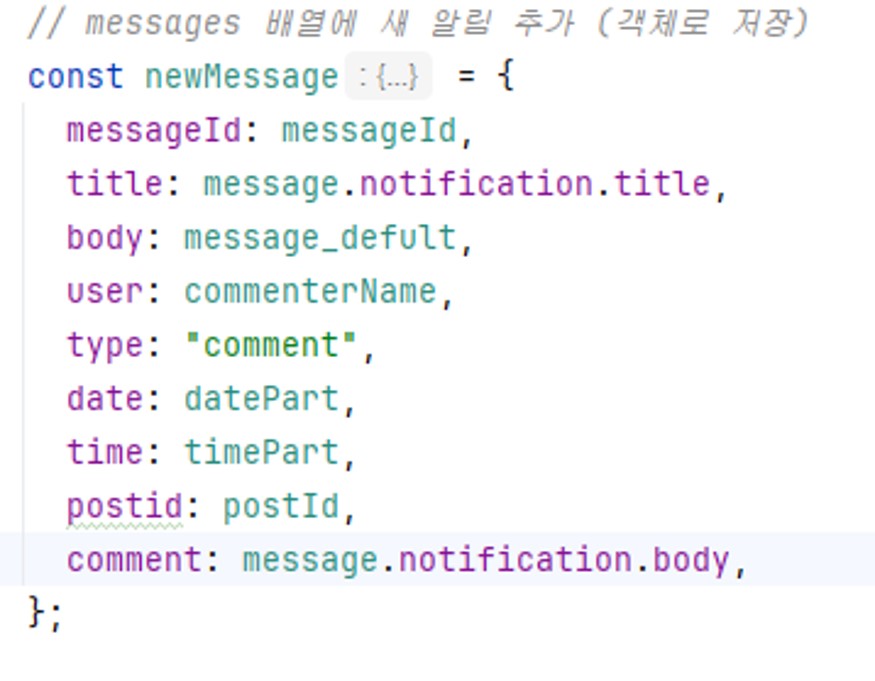 // messages 배열에 새 알림 추가 (객체로 저장)
const newMessage : {...} = {
messageId: messageId,
title: message.notification.title,
body: message_defult,
user: commenterName,
type: "comment",
date: datePart,
time: timePart,
postid: postId,
comment: message.notification.body,
};